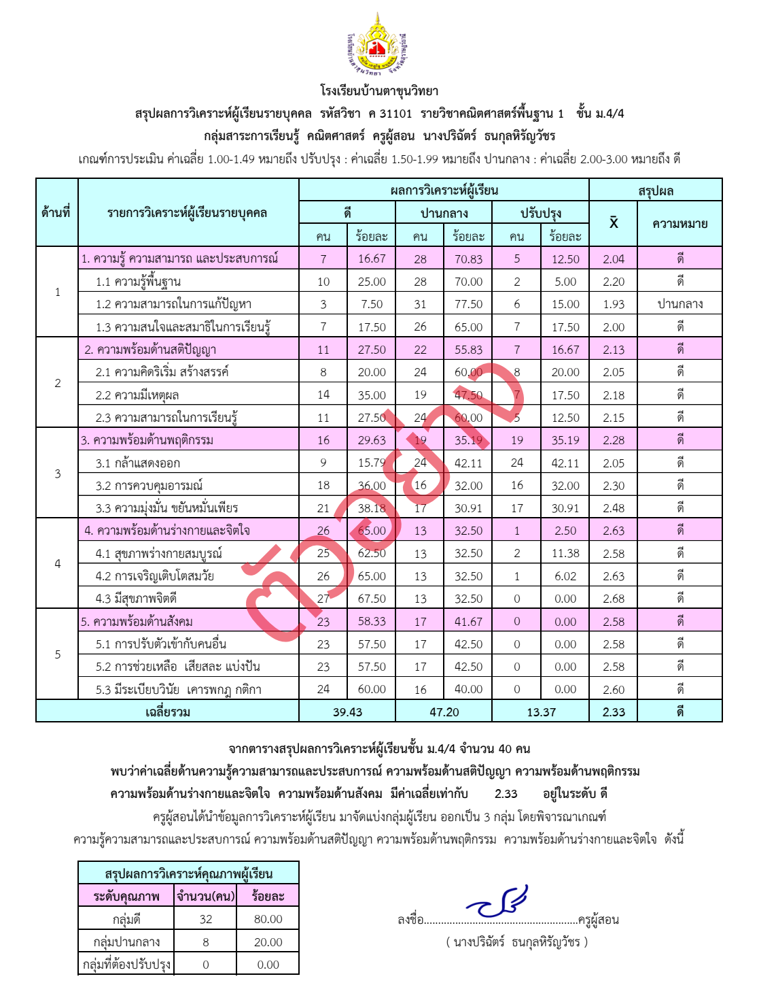 โรงเรียนบ้านตาขุนวิทยา จังหวัดสุราษฎร์ธานี
โรงเรียนบ้านตาขุนวิทยา
สรุปผลการวิเคราะห์ผู้เรียนรายบุคคล รหัสวิชา ค 31101 รายวิชาคณิตศาสตร์พื้นฐาน 1 ชั้น ม.4/4
กลุ่มสาระการเรียนรู้ คณิตศาสตร์ ครูผู้สอน นางปริฉัตร์ ธนกุลหิรัญวัชร
เกณฑ์การประเมิน ค่าเฉลี่ย 1.00-1.49 หมายถึง ปรับปรุง : ค่าเฉลี่ย 1.50-1.99 หมายถึง ปานกลาง : ค่าเฉลี่ย 2.00-3.00 หมายถึง ดี
ด้านที่ รายการวิเคราะห์ผู้เรียนรายบุคคล ผลการวิเคราะห์ผู้เรียน สรุปผล
ดี ปานกลาง ปรับปรุง X̄ ความหมาย
คน ร้อยละ คน ร้อยละ คน ร้อยละ
1 1. ความรู้ ความสามารถ และประสบการณ์ 7 16.67 28 70.83 5 12.50 2.04 ดี
1.1 ความรู้พื้นฐาน 10 25.00 28 70.00 2 5.00 2.20 ดี
1.2 ความสามารถในการแก้ปัญหา 3 7.50 31 77.50 6 15.00 1.93 ปานกลาง
1.3 ความสนใจและสมาธิในการเรียนรู้ 7 17.50 26 65.00 7 17.50 2.00 ดี
2 2. ความพร้อมด้านสติปัญญา 11 27.50 22 55.83 7 16.67 2.13 ดี
2.1 ความคิดริเริ่ม สร้างสรรค์ 8 20.00 24 60.00 8 20.00 2.05 ดี
2.2 ความมีเหตุผล 14 35.00 19 47.50 7 17.50 2.18 ดี
2.3 ความสามารถในการเรียนรู้ 11 27.50 24 60.00 5 12.50 2.15 ดี
3 3. ความพร้อมด้านพฤติกรรม 16 29.63 19 35.19 19 35.19 2.28 ดี
3.1 กล้าแสดงออก 9 15.79 24 42.11 24 42.11 2.05 ดี
3.2 การควบคุมอารมณ์ 18 36.00 16 32.00 16 32.00 2.30 ดี
3.3 ความมุ่งมั่น ขยันหมั่นเพียร 21 38.18 17 30.91 17 30.91 2.48 ดี
4 4. ความพร้อมด้านร่างกายและจิตใจ 26 65.00 13 32.50 1 2.50 2.63 ดี
4.1 สุขภาพร่างกายสมบูรณ์ 25 62.50 13 32.50 2 11.38 2.58 ดี
4.2 การเจริญเติบโตสมวัย 26 65.00 13 32.50 1 6.02 2.63 ดี
4.3 มีสุขภาพจิตดี 27 67.50 13 32.50 0 0.00 2.68 ดี
5 5. ความพร้อมด้านสังคม 23 58.33 17 41.67 0 0.00 2.58 ดี
5.1 การปรับตัวเข้ากับคนอื่น 23 57.50 17 42.50 0 0.00 2.58 ดี
5.2 การช่วยเหลือ เสียสละ แบ่งปัน 23 57.50 17 42.50 0 0.00 2.58 ดี
5.3 มีระเบียบวินัย เคารพกฎ กติกา 24 60.00 16 40.00 0 0.00 2.60 ดี
เฉลี่ยรวม 39.43 47.20 13.37 2.33 ดี
ตัวอย่าง
จากตารางสรุปผลการวิเคราะห์ผู้เรียนชั้น ม.4/4 จำนวน 40 คน
พบว่าค่าเฉลี่ยด้านความรู้ความสามารถและประสบการณ์ ความพร้อมด้านสติปัญญา ความพร้อมด้านพฤติกรรม
ความพร้อมด้านร่างกายและจิตใจ ความพร้อมด้านสังคม มีค่าเฉลี่ยเท่ากับ 2.33 อยู่ในระดับ ดี
ครูผู้สอนได้นำข้อมูลการวิเคราะห์ผู้เรียน มาจัดแบ่งกลุ่มผู้เรียน ออกเป็น 3 กลุ่ม โดยพิจารณาเกณฑ์
ความรู้ความสามารถและประสบการณ์ ความพร้อมด้านสติปัญญา ความพร้อมด้านพฤติกรรม ความพร้อมด้านร่างกายและจิตใจ ดังนี้
สรุปผลการวิเคราะห์คุณภาพผู้เรียน
ระดับคุณภาพ จำนวน(คน) ร้อยละ
กลุ่มดี 32 80.00
กลุ่มปานกลาง 8 20.00
กลุ่มที่ต้องปรับปรุง 0 0.00
ลงชื่อ......................................................ครูผู้สอน
( นางปริฉัตร์ ธนกุลหิรัญวัชร )